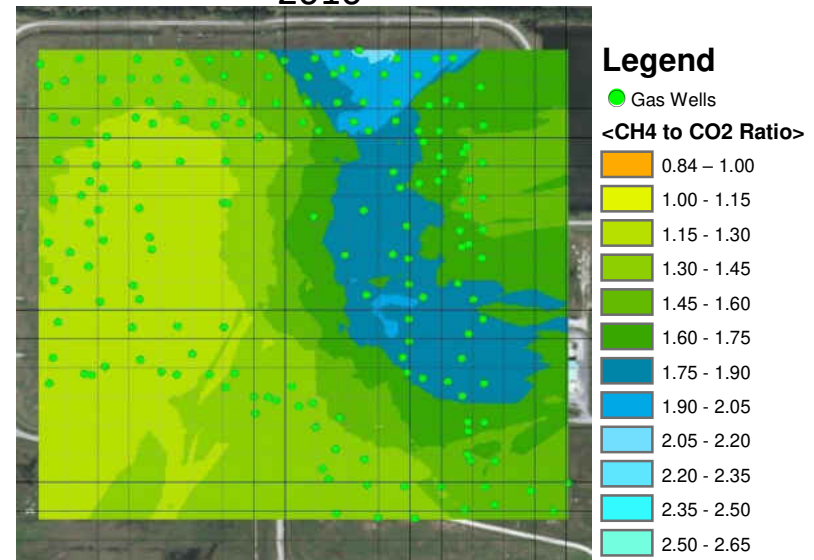 Legend
Gas Wells
<CH4 to CO2 Ratio>
0.84 – 1.00
1.00 - 1.15
1.15 - 1.30
1.30 - 1.45
1.45 - 1.60
1.60 - 1.75
1.75 - 1.90
1.90 - 2.05
2.05 - 2.20
2.20 - 2.35
2.35 - 2.50
2.50 - 2.65